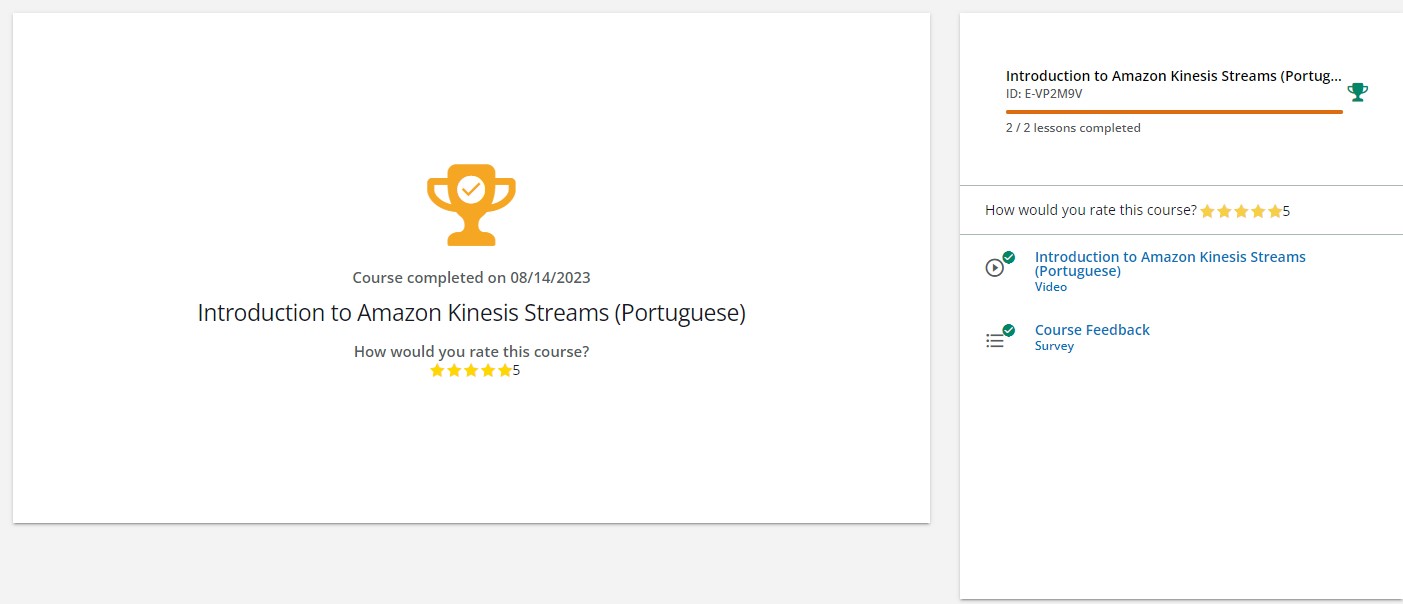 Course completed on 08/14/2023
Introduction to Amazon Kinesis Streams (Portuguese)
How would you rate this course?
5
Introduction to Amazon Kinesis Streams (Portug...
ID: E-VP2M9V
2 / 2 lessons completed
How would you rate this course? 5
Introduction to Amazon Kinesis Streams
(Portuguese)
Video
Course Feedback
Survey